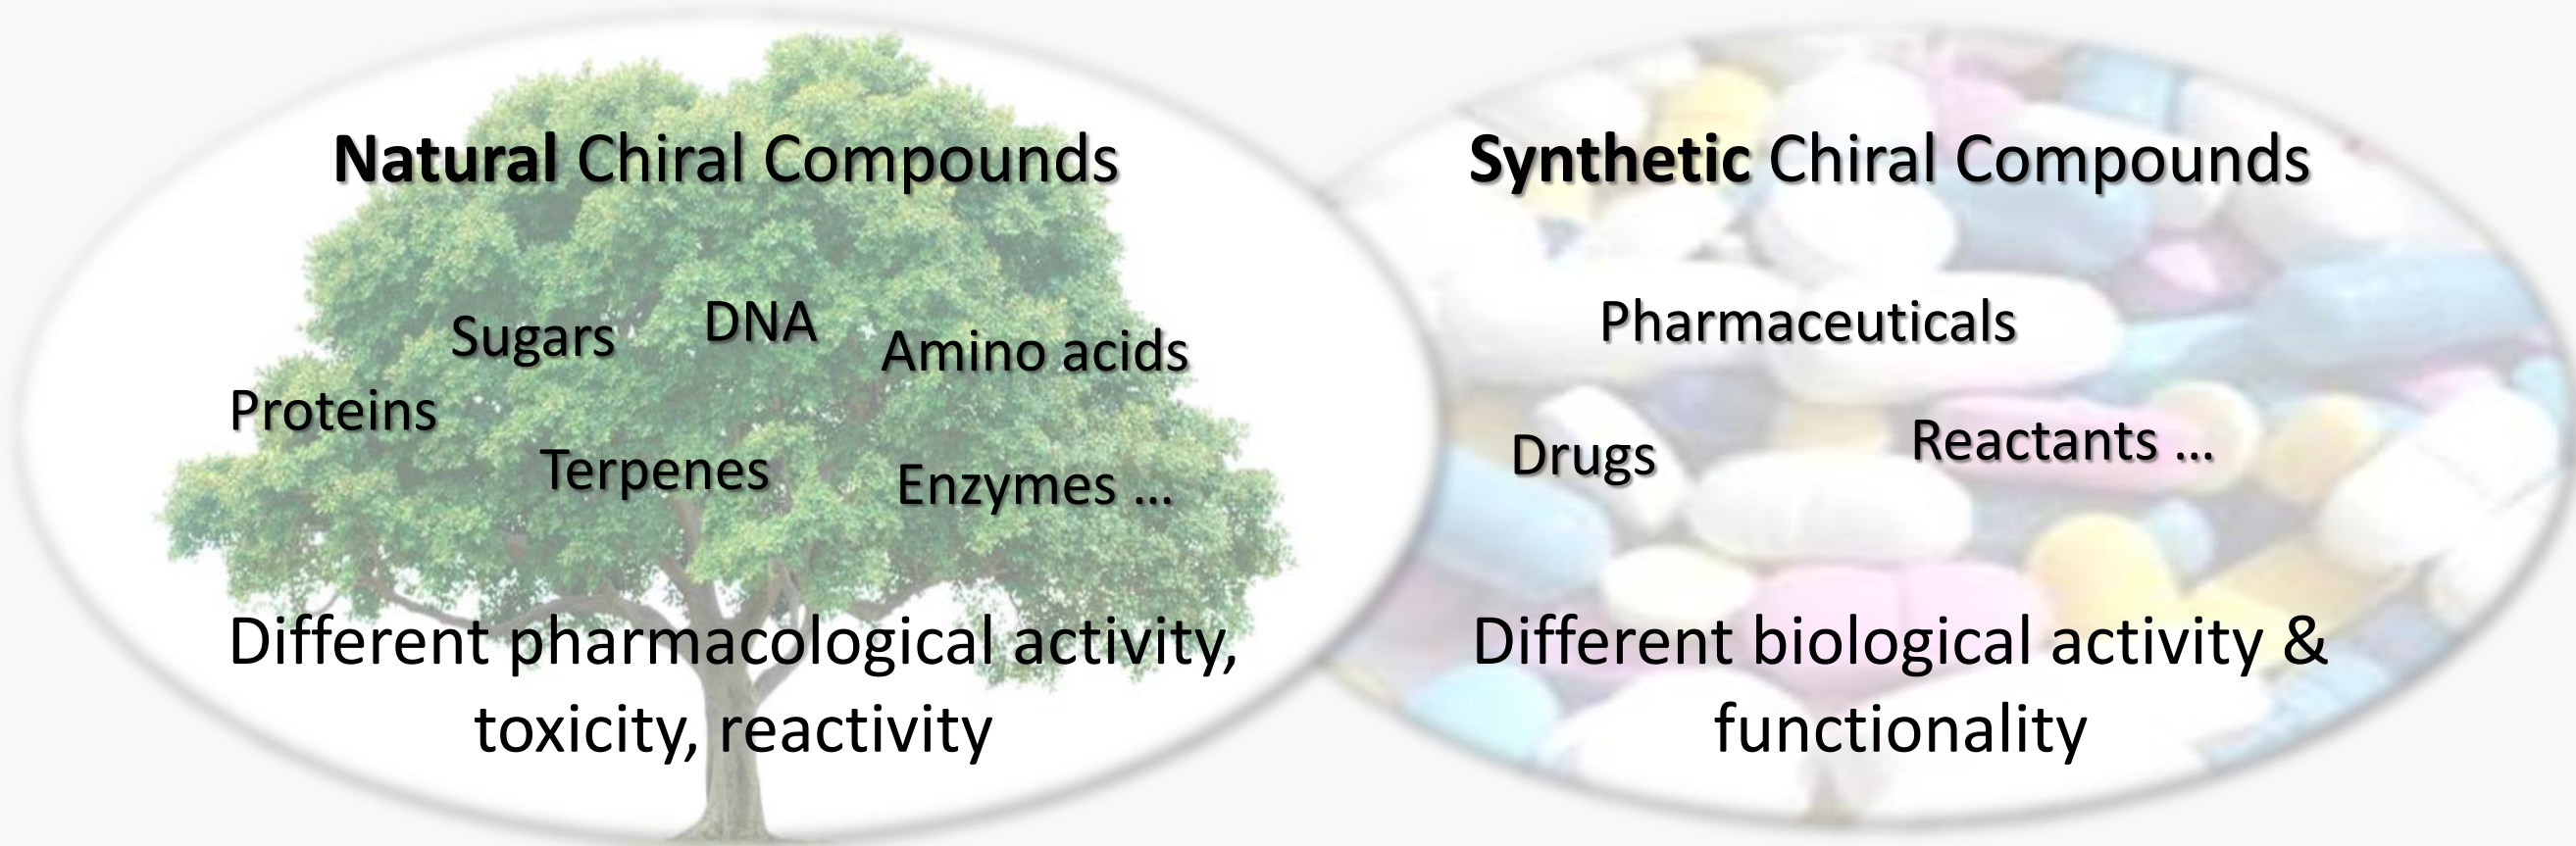 Natural Chiral Compounds
Sugars
DNA
Amino acids
Proteins
Terpenes
Enzymes ...
Different pharmacological activity,
toxicity, reactivity
Synthetic Chiral Compounds
Pharmaceuticals
Drugs
Reactants ...
Different biological activity &
functionality